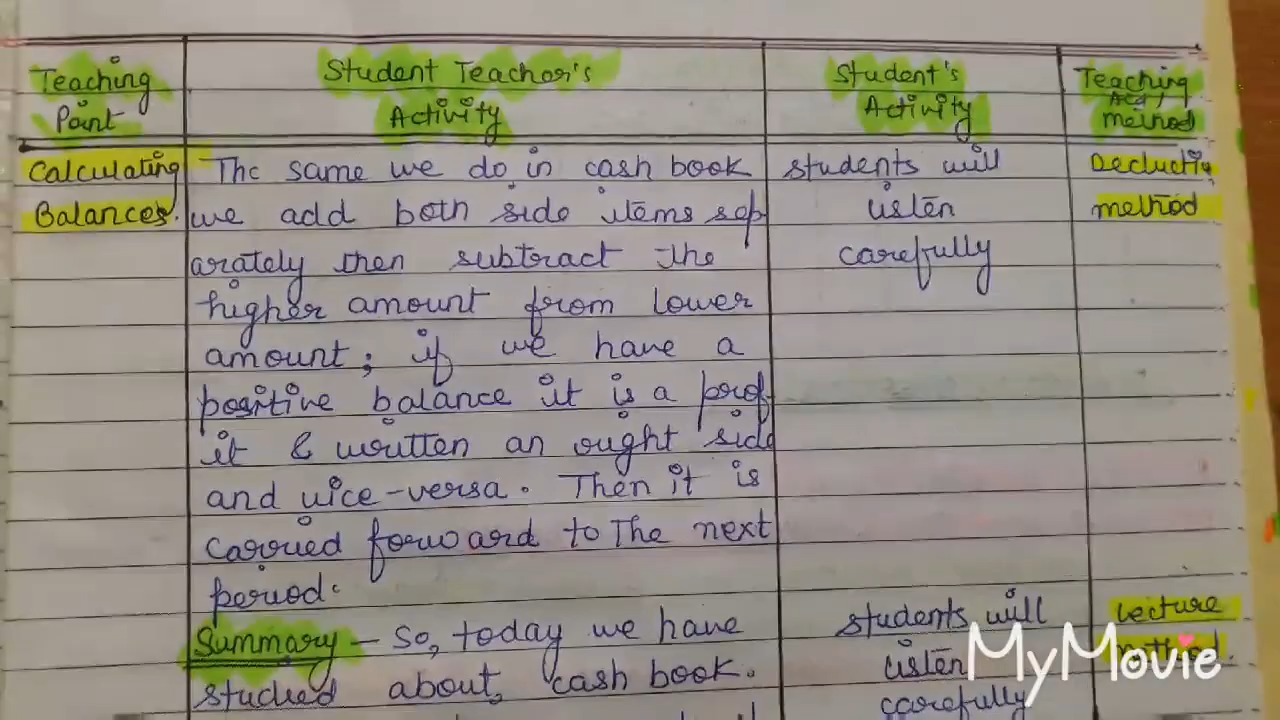 Teaching Point
Student Teachor's Activity
Student's Activity
Teaching method
Calculating
Balances.
The same we do in cash book
we add both side items sep
arately then subtract the
higher amount from lower
amount; if we have a
positive balance it is a prof
it & written an right side
and vice-versa. Then it is
carried forward to The next
period.
Summary - So, today we have
studied about, cash book.
students will
listen
carefully
students will
listen
carefully
method
Lecture
method.
MyMovie